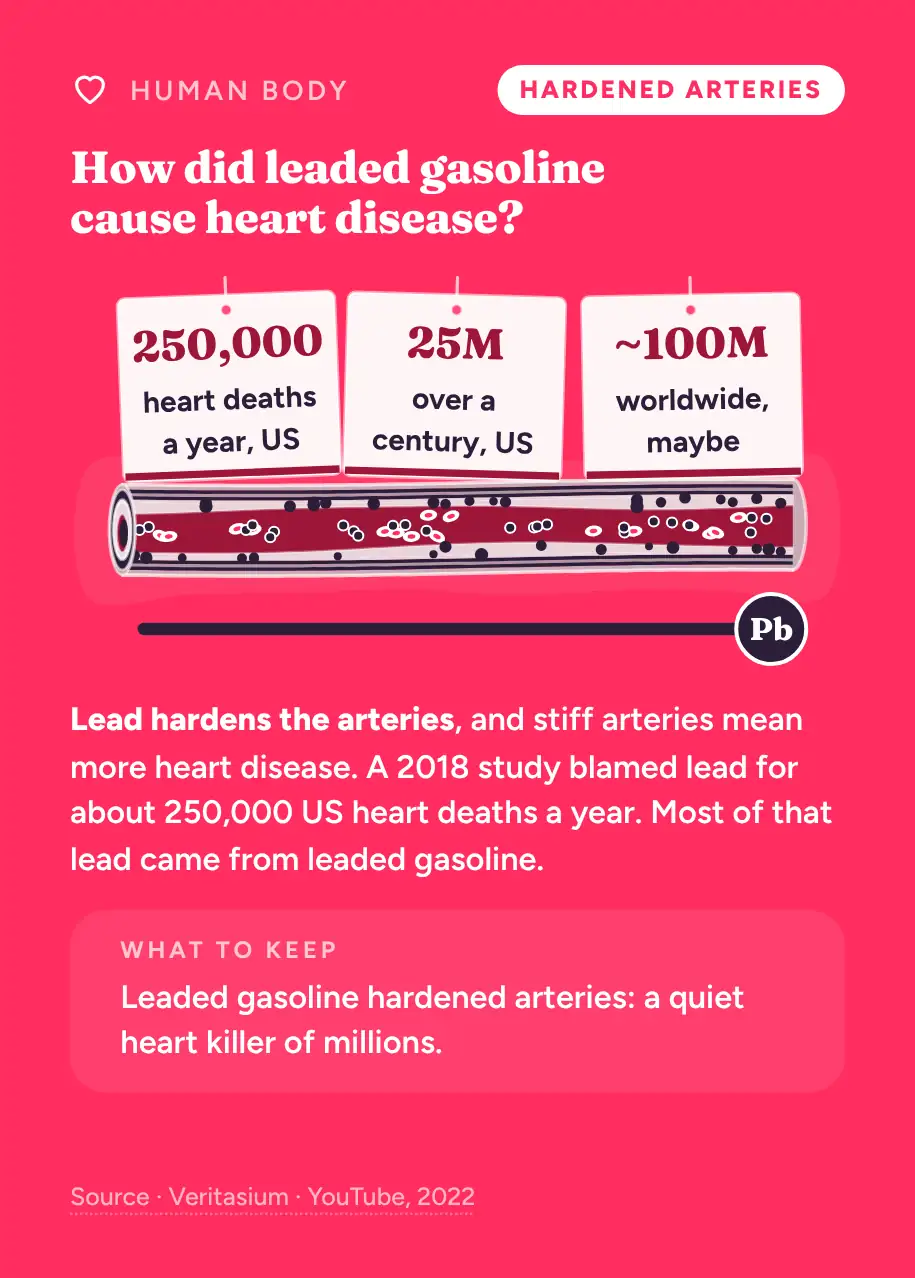 HUMAN BODY
HARDENED ARTERIES
How did leaded gasoline
cause heart disease?
250,000
heart deaths
a year, US
25M
over a
century, US
~100M
worldwide,
maybe
Pb
Lead hardens the arteries, and stiff arteries mean
more heart disease. A 2018 study blamed lead for
about 250,000 US heart deaths a year. Most of that
lead came from leaded gasoline.
WHAT TO KEEP
Leaded gasoline hardened arteries: a quiet
heart killer of millions.
Source · Veritasium · YouTube, 2022